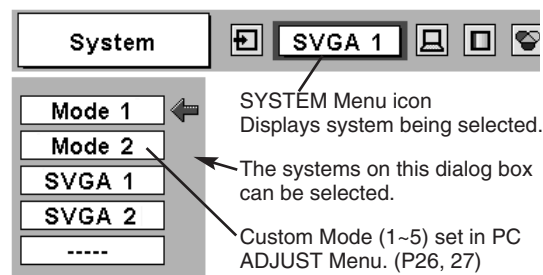 System
SVGA 1
Mode 1
Mode 2
SVGA 1
SVGA 2
-----
SYSTEM Menu icon
Displays system being selected.
The systems on this dialog box
can be selected.
Custom Mode (1~5) set in PC
ADJUST Menu. (P26, 27)